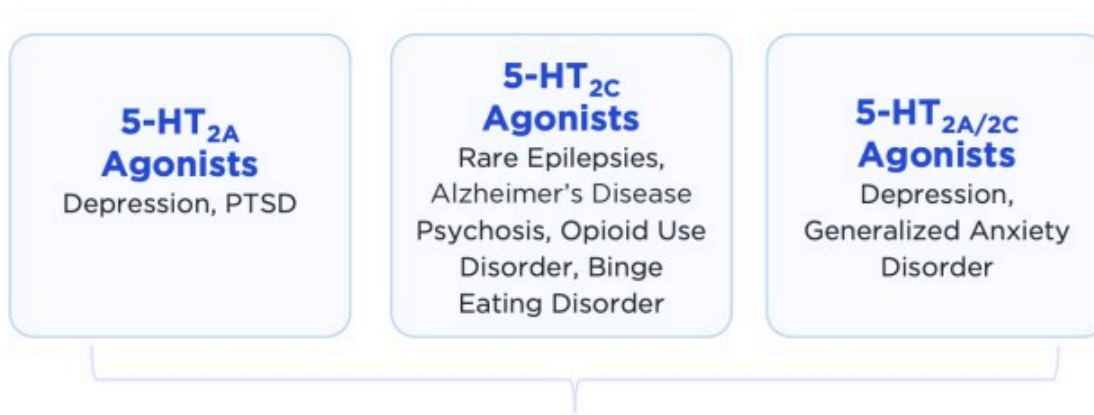 5-HT2A
Agonists
Depression, PTSD
5-HT2C
Agonists
Rare Epilepsies,
Alzheimer's Disease
Psychosis, Opioid Use
Disorder, Binge
Eating Disorder
5-HT2A/2C
Agonists
Depression,
Generalized Anxiety
Disorder